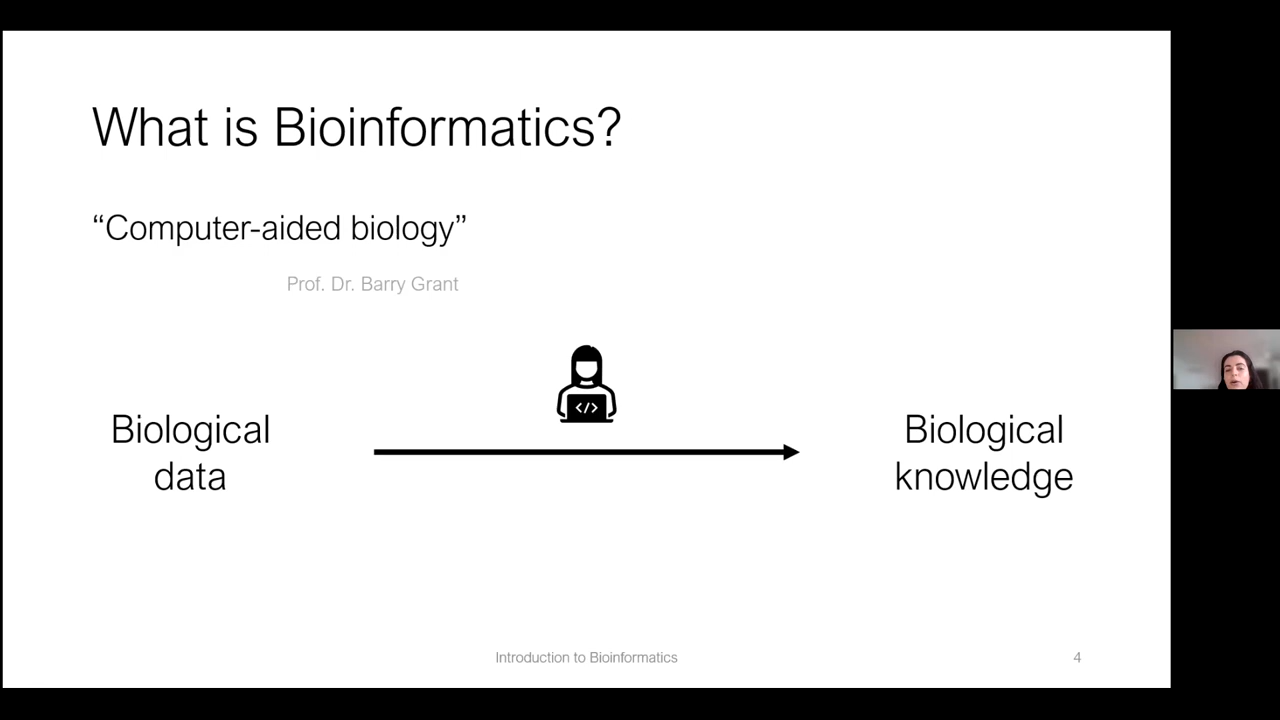 What is Bioinformatics?
“Computer-aided biology”
Prof. Dr. Barry Grant
</>
Biological
data
Biological
knowledge
Introduction to Bioinformatics
4